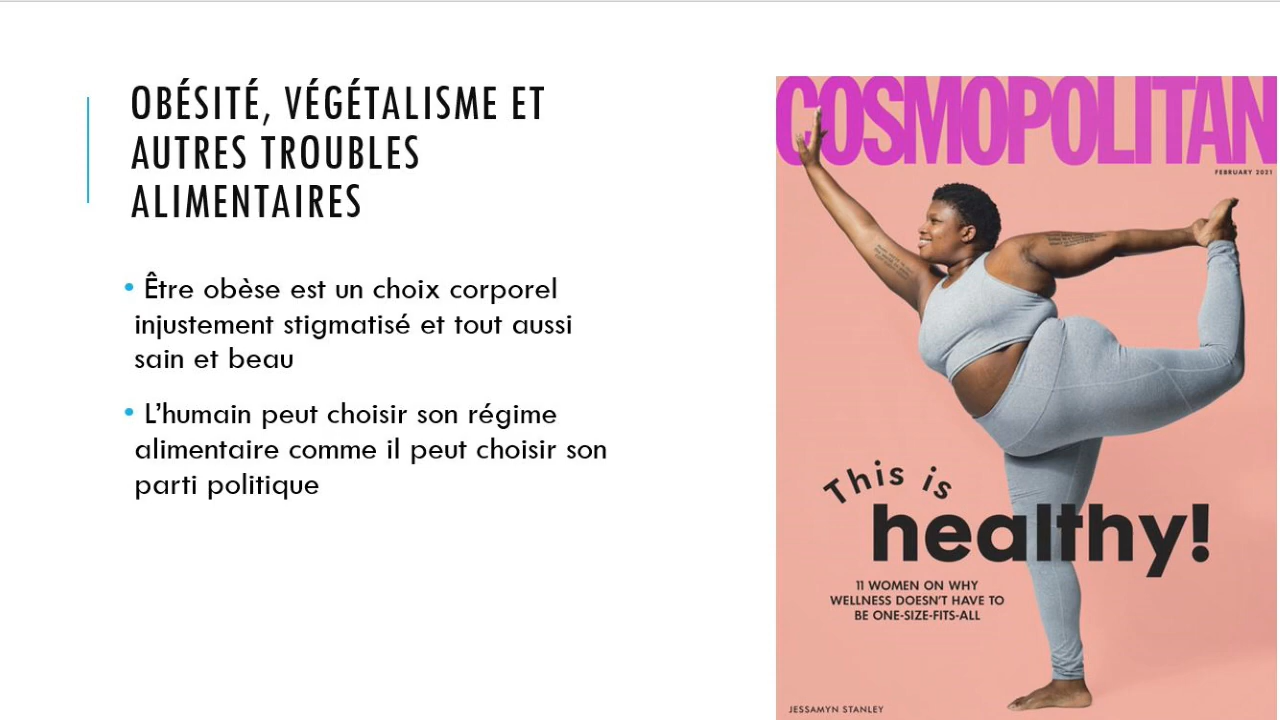 OBÉSITÉ, VÉGÉTALISME ET
AUTRES TROUBLES
ALIMENTAIRES
• Être obèse est un choix corporel
injustement stigmatisé et tout aussi
sain et beau
• L'humain peut choisir son régime
alimentaire comme il peut choisir son
parti politique
COSMOPOLITAN
FEBRUARY 2021
This is
healthy!
11 WOMEN ON WHY
WELLNESS DOESN'T HAVE TO
BE ONE-SIZE-FITS-ALL
JESSAMYN STANLEY